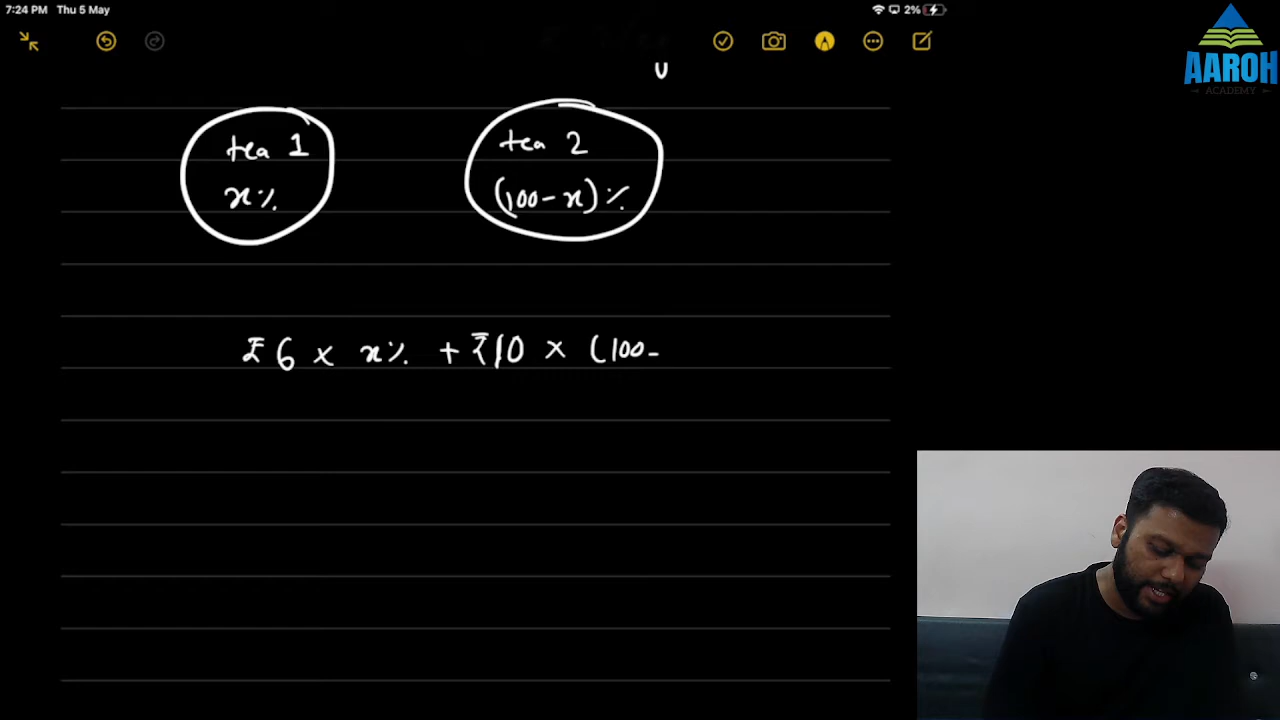 7:24 PM Thu 5 May
2%
AAROH
ACADEMY
tea 1
x%
tea 2
(100-x)%
₹6 × x% + ₹10 × (100-